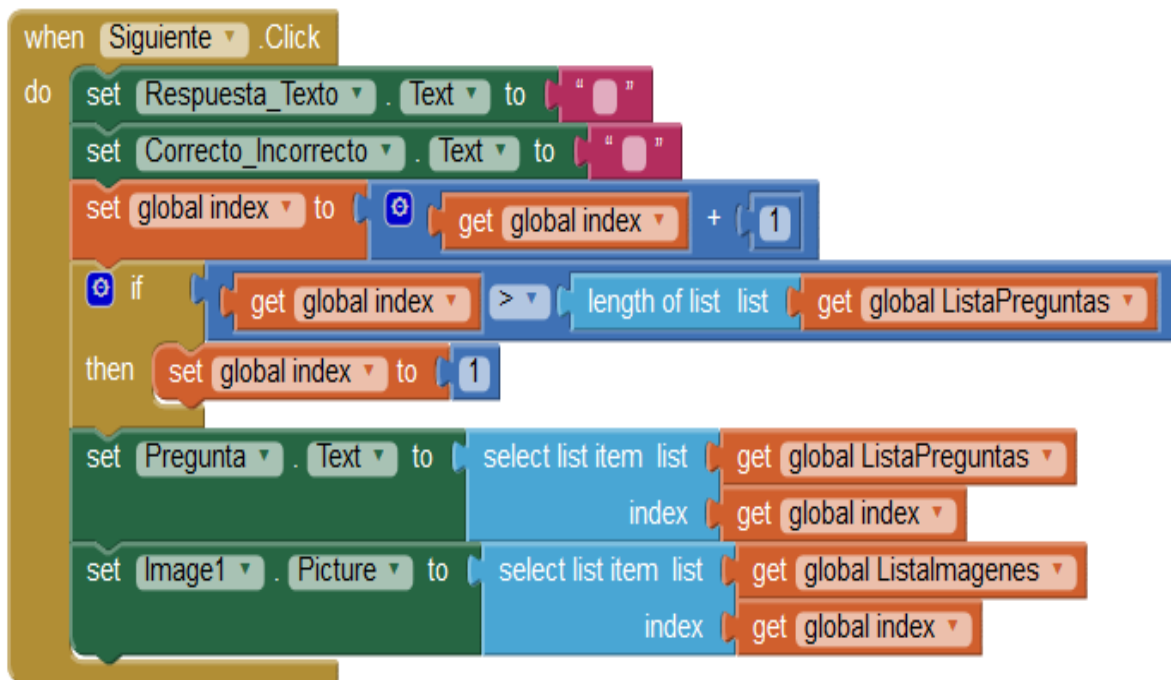 when Siguiente .Click
do set Respuesta_Texto . Text to " "
set Correcto_Incorrecto . Text to " "
set global index to get global index + 1
if get global index > length of list list get global ListaPreguntas
then set global index to 1
set Pregunta . Text to select list item list get global ListaPreguntas
index get global index
set Image1 . Picture to select list item list get global ListaImagenes
index get global index